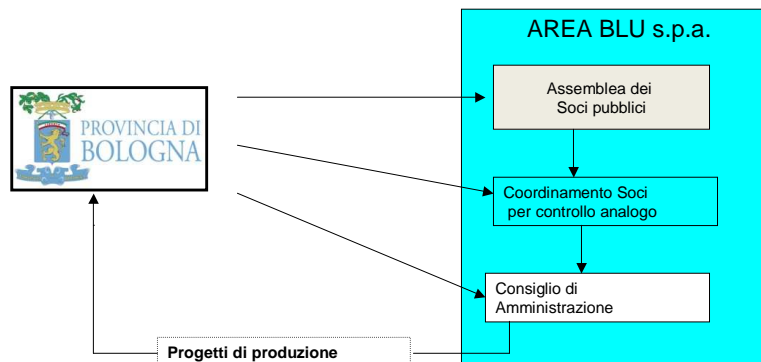 AREA BLU s.p.a.
Assemblea dei
Soci pubblici
PROVINCIA DI
BOLOGNA
Coordinamento Soci
per controllo analogo
Consiglio di
Amministrazione
Progetti di produzione